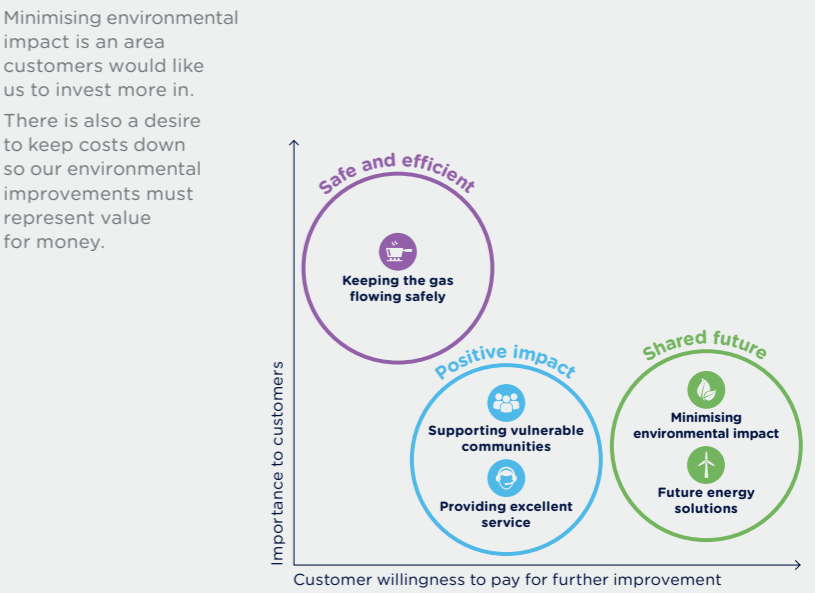 Minimising environmental
impact is an area
customers would like
us to invest more in.
There is also a desire
to keep costs down
so our environmental
improvements must
represent value
for money.
Importance to customers
Safe and efficient
Keeping the gas
flowing safely
Positive impact
Supporting vulnerable
communities
Providing excellent
service
Shared future
Minimising
environmental impact
Future energy
solutions
Customer willingness to pay for further improvement